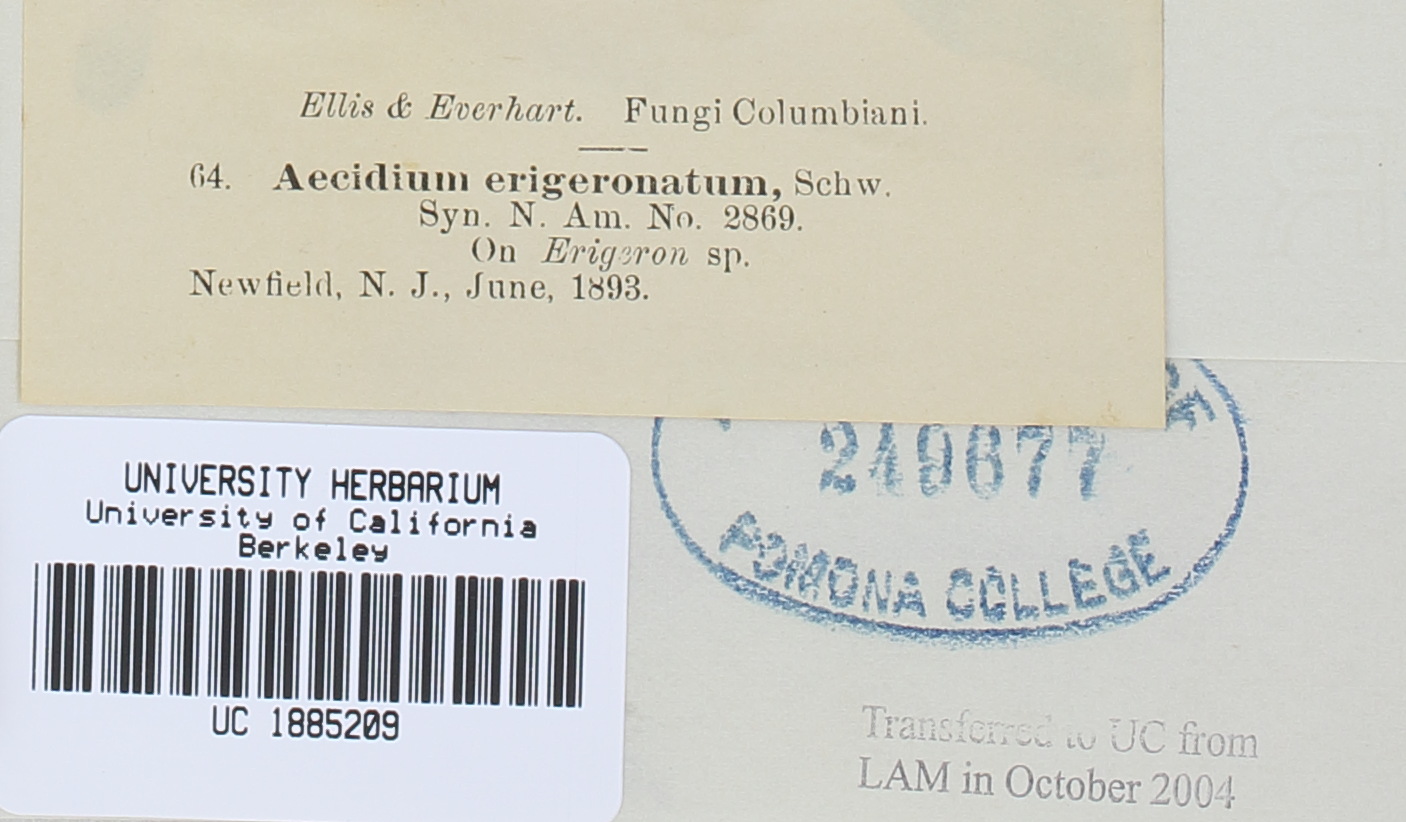 Ellis & Everhart. Fungi Columbiani.
64. Aecidium erigeronatum, Schw.
Syn. N. Am. No. 2869.
On Erigeron sp.
Newfield, N. J., June, 1893.
249677
POMONA COLLEGE
UNIVERSITY HERBARIUM
University of California
Berkeley
UC 1885209
Transferred to UC from
LAM in October 2004